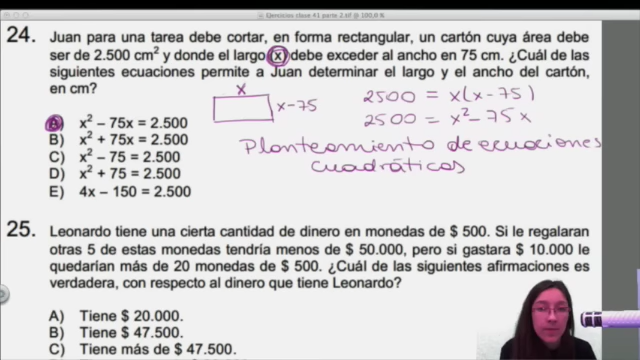 Ejercicios clase 41 parte 2.tif @ 100,0 %
24. Juan para una tarea debe cortar, en forma rectangular, un cartón cuya área debe
ser de 2.500 cm² y donde el largo (x) debe exceder al ancho en 75 cm. ¿Cuál de las
siguientes ecuaciones permite a Juan determinar el largo y el ancho del cartón,
en cm?
x
x-75
2500 = x(x-75)
2500 = x²-75x
Planteamiento de ecuaciones
cuadráticas
A) x² – 75x = 2.500
B) x² + 75x = 2.500
C) x² – 75 = 2.500
D) x² + 75 = 2.500
E) 4x – 150 = 2.500
25. Leonardo tiene una cierta cantidad de dinero en monedas de $ 500. Si le regalaran
otras 5 de estas monedas tendría menos de $ 50.000, pero si gastara $ 10.000 le
quedarían más de 20 monedas de $ 500. ¿Cuál de las siguientes afirmaciones es
verdadera, con respecto al dinero que tiene Leonardo?
A) Tiene $ 20.000.
B) Tiene $ 47.500.
C) Tiene más de $ 47.500.